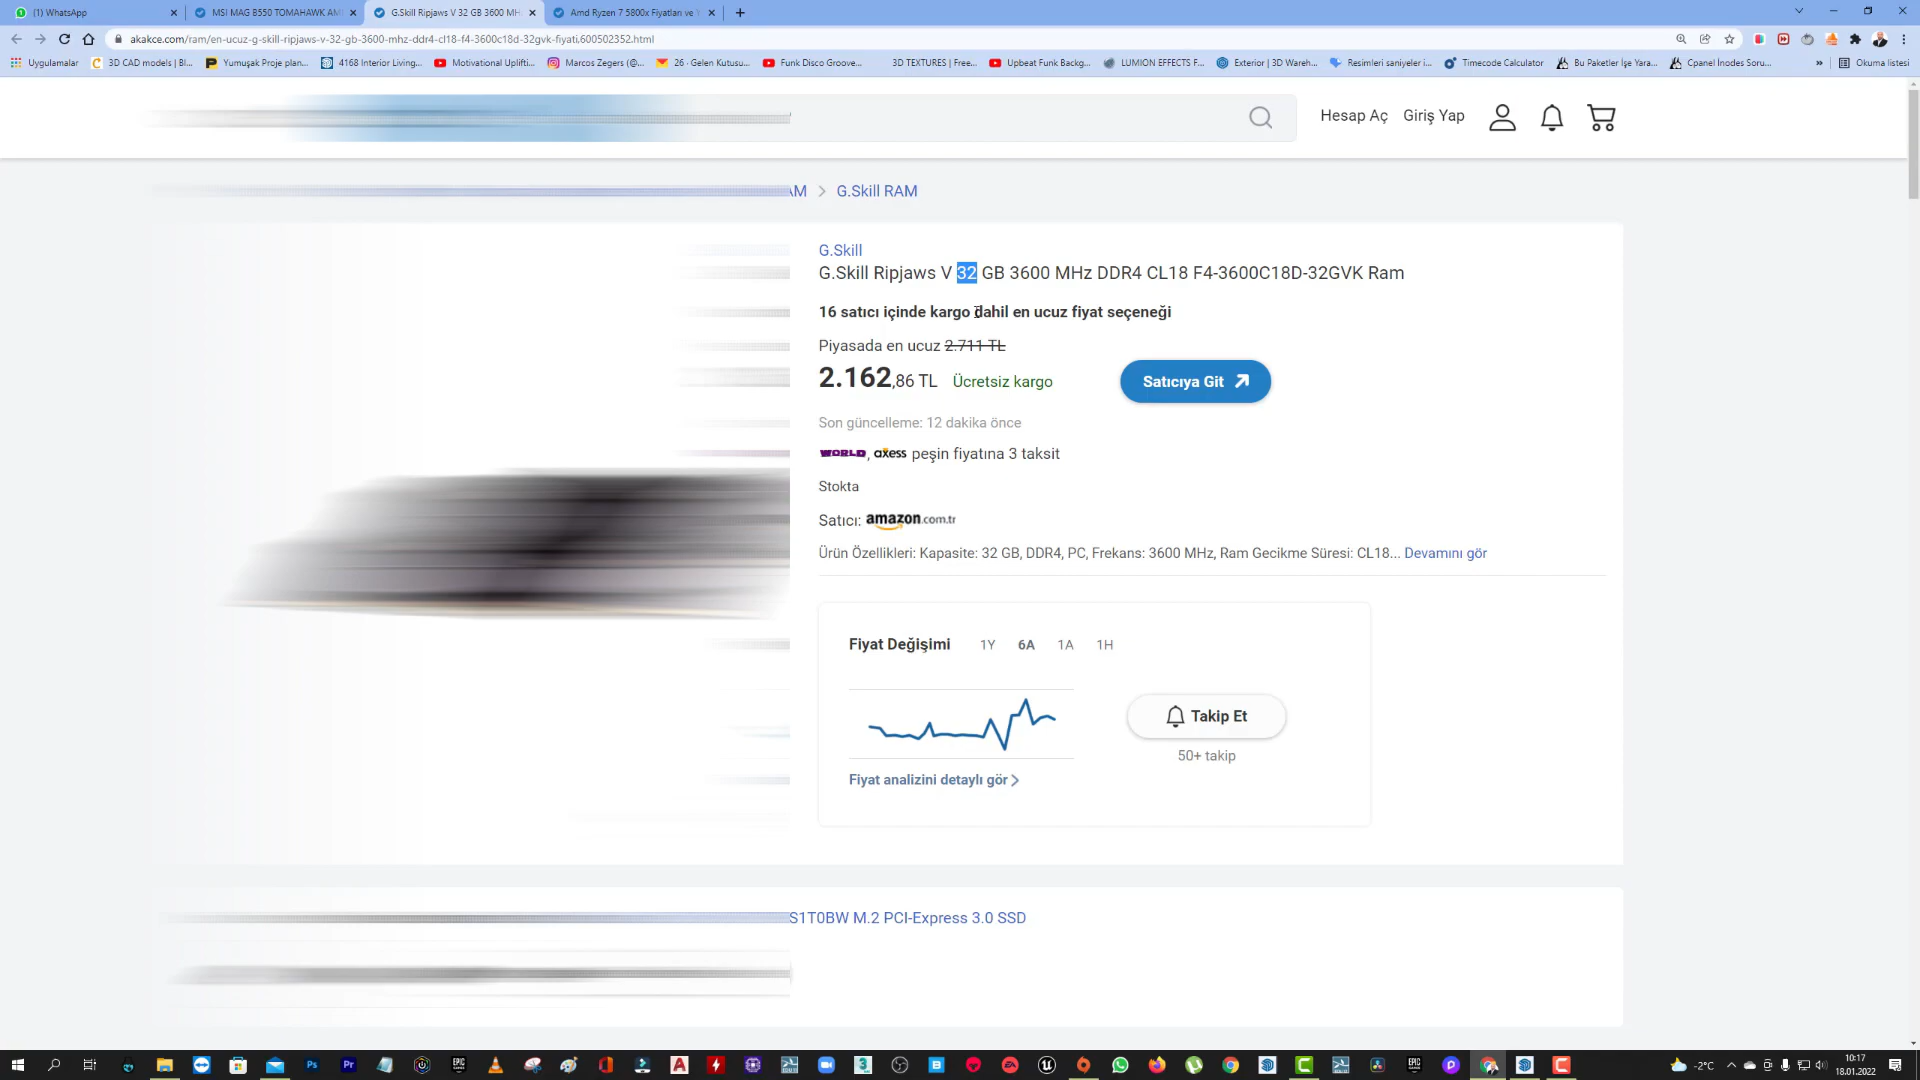 (1) WhatsApp
MSI MAG B550 TOMAHAWK AM
G.Skill Ripjaws V 32 GB 3600 MH
Amd Ryzen 7 5800x Fiyatları ve
akakce.com/ram/en-ucuz-g-skill-ripjaws-v-32-gb-3600-mhz-ddr4-cl18-f4-3600c18d-32gvk-fiyati,600502352.html
Uygulamalar
3D CAD models | Bl...
Yumuşak Proje plan...
4168 Interior Living...
Motivational Uplifti...
Marcos Zegers (@...
26 - Gelen Kutusu...
Funk Disco Groove...
3D TEXTURES | Free...
Upbeat Funk Backg...
LUMION EFFECTS F...
Exterior | 3D Wareh...
Resimleri saniyeler i...
Timecode Calculator
Bu Paketler İşe Yara...
Cpanel İnodes Soru...
»
Okuma listesi
Hesap Aç Giriş Yap
AM > G.Skill RAM
G.Skill
G.Skill Ripjaws V 32 GB 3600 MHz DDR4 CL18 F4-3600C18D-32GVK Ram
16 satıcı içinde kargo dahil en ucuz fiyat seçeneği
Piyasada en ucuz 2.711 TL
2.162,86 TL Ücretsiz kargo
Satıcıya Git
Son güncelleme: 12 dakika önce
WORLD, axess peşin fiyatına 3 taksit
Stokta
Satıcı: amazon.com.tr
Ürün Özellikleri: Kapasite: 32 GB, DDR4, PC, Frekans: 3600 MHz, Ram Gecikme Süresi: CL18... Devamını gör
Fiyat Değişimi 1Y 6A 1A 1H
Takip Et
50+ takip
Fiyat analizini detaylı gör >
S1T0BW M.2 PCI-Express 3.0 SSD
-2°C
10:17
18.01.2022